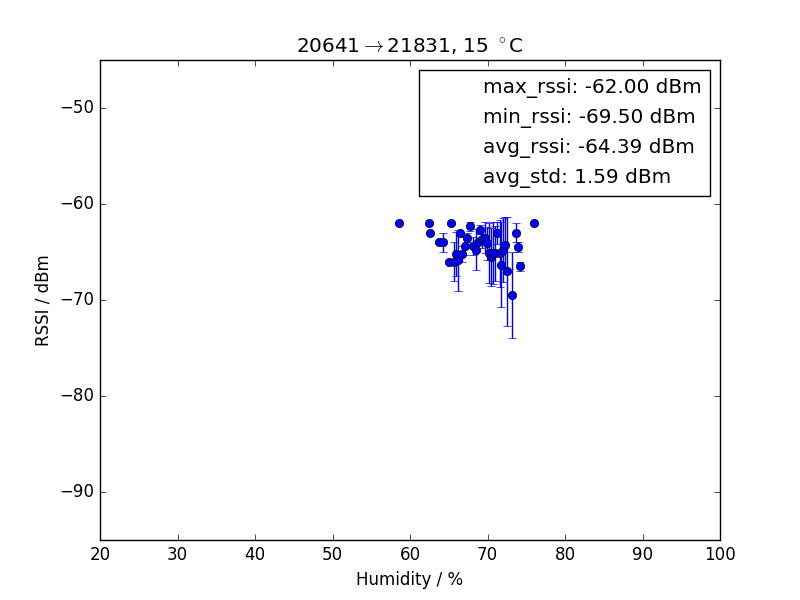 20641→21831, 15 °C
max_rssi: -62.00 dBm
min_rssi: -69.50 dBm
avg_rssi: -64.39 dBm
avg_std: 1.59 dBm
−50
−60
−70
−80
−90
RSSI / dBm
20 30 40 50 60 70 80 90 100
Humidity / %